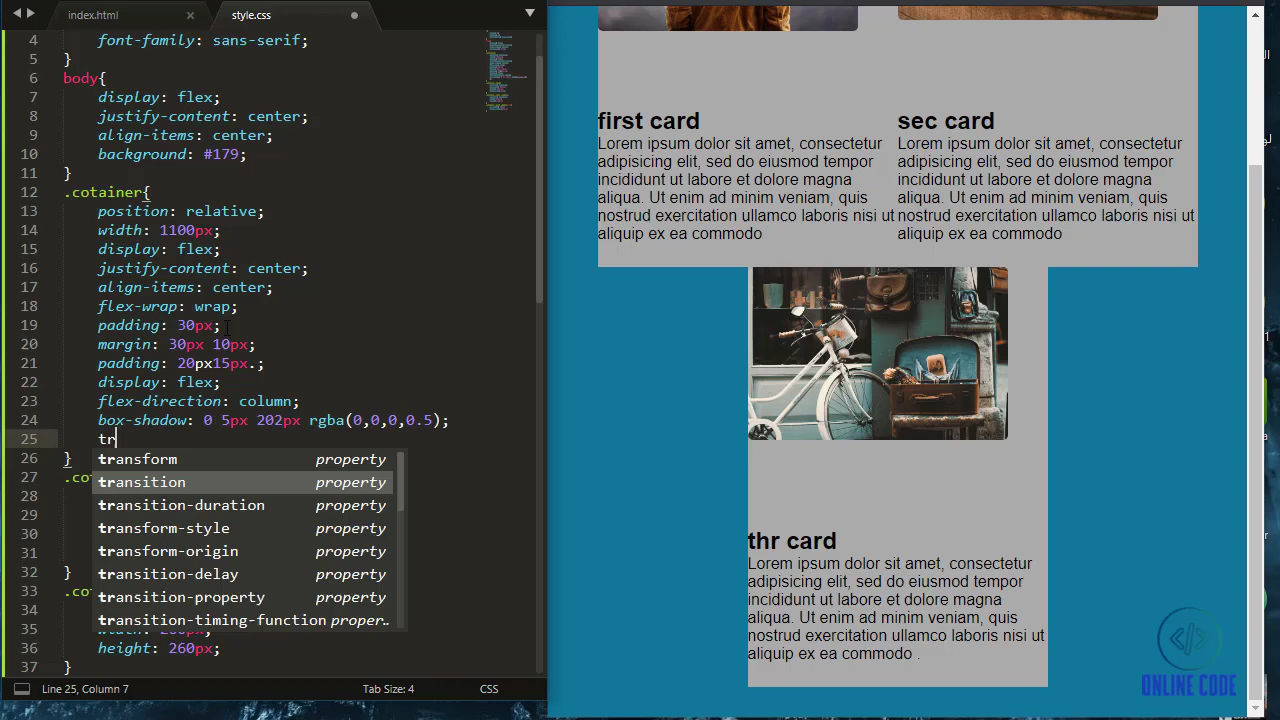 index.html
style.css
4 font-family: sans-serif;
5 }
6 body{
7 display: flex;
8 justify-content: center;
9 align-items: center;
10 background: #179;
11 }
12 .cotainer{
13 position: relative;
14 width: 1100px;
15 display: flex;
16 justify-content: center;
17 align-items: center;
18 flex-wrap: wrap;
19 padding: 30px;
20 margin: 30px 10px;
21 padding: 20px15px.;
22 display: flex;
23 flex-direction: column;
24 box-shadow: 0 5px 202px rgba(0,0,0,0.5);
25 tr
26 }
27 .co
28
29
30
31
32 }
33 .co
34
35
36 height: 260px;
37 }
transform property
transition property
transition-duration property
transform-style property
transform-origin property
transition-delay property
transition-property property
transition-timing-function proper..
Line 25, Column 7
Tab Size: 4
CSS
first card
Lorem ipsum dolor sit amet, consectetur
adipisicing elit, sed do eiusmod tempor
incididunt ut labore et dolore magna
aliqua. Ut enim ad minim veniam, quis
nostrud exercitation ullamco laboris nisi ut
aliquip ex ea commodo
sec card
Lorem ipsum dolor sit amet, consectetur
adipisicing elit, sed do eiusmod tempor
incididunt ut labore et dolore magna
aliqua. Ut enim ad minim veniam, quis
nostrud exercitation ullamco laboris nisi ut
aliquip ex ea commodo
thr card
Lorem ipsum dolor sit amet, consectetur
adipisicing elit, sed do eiusmod tempor
incididunt ut labore et dolore magna
aliqua. Ut enim ad minim veniam, quis
nostrud exercitation ullamco laboris nisi ut
aliquip ex ea commodo .
</>
ONLINE CODE